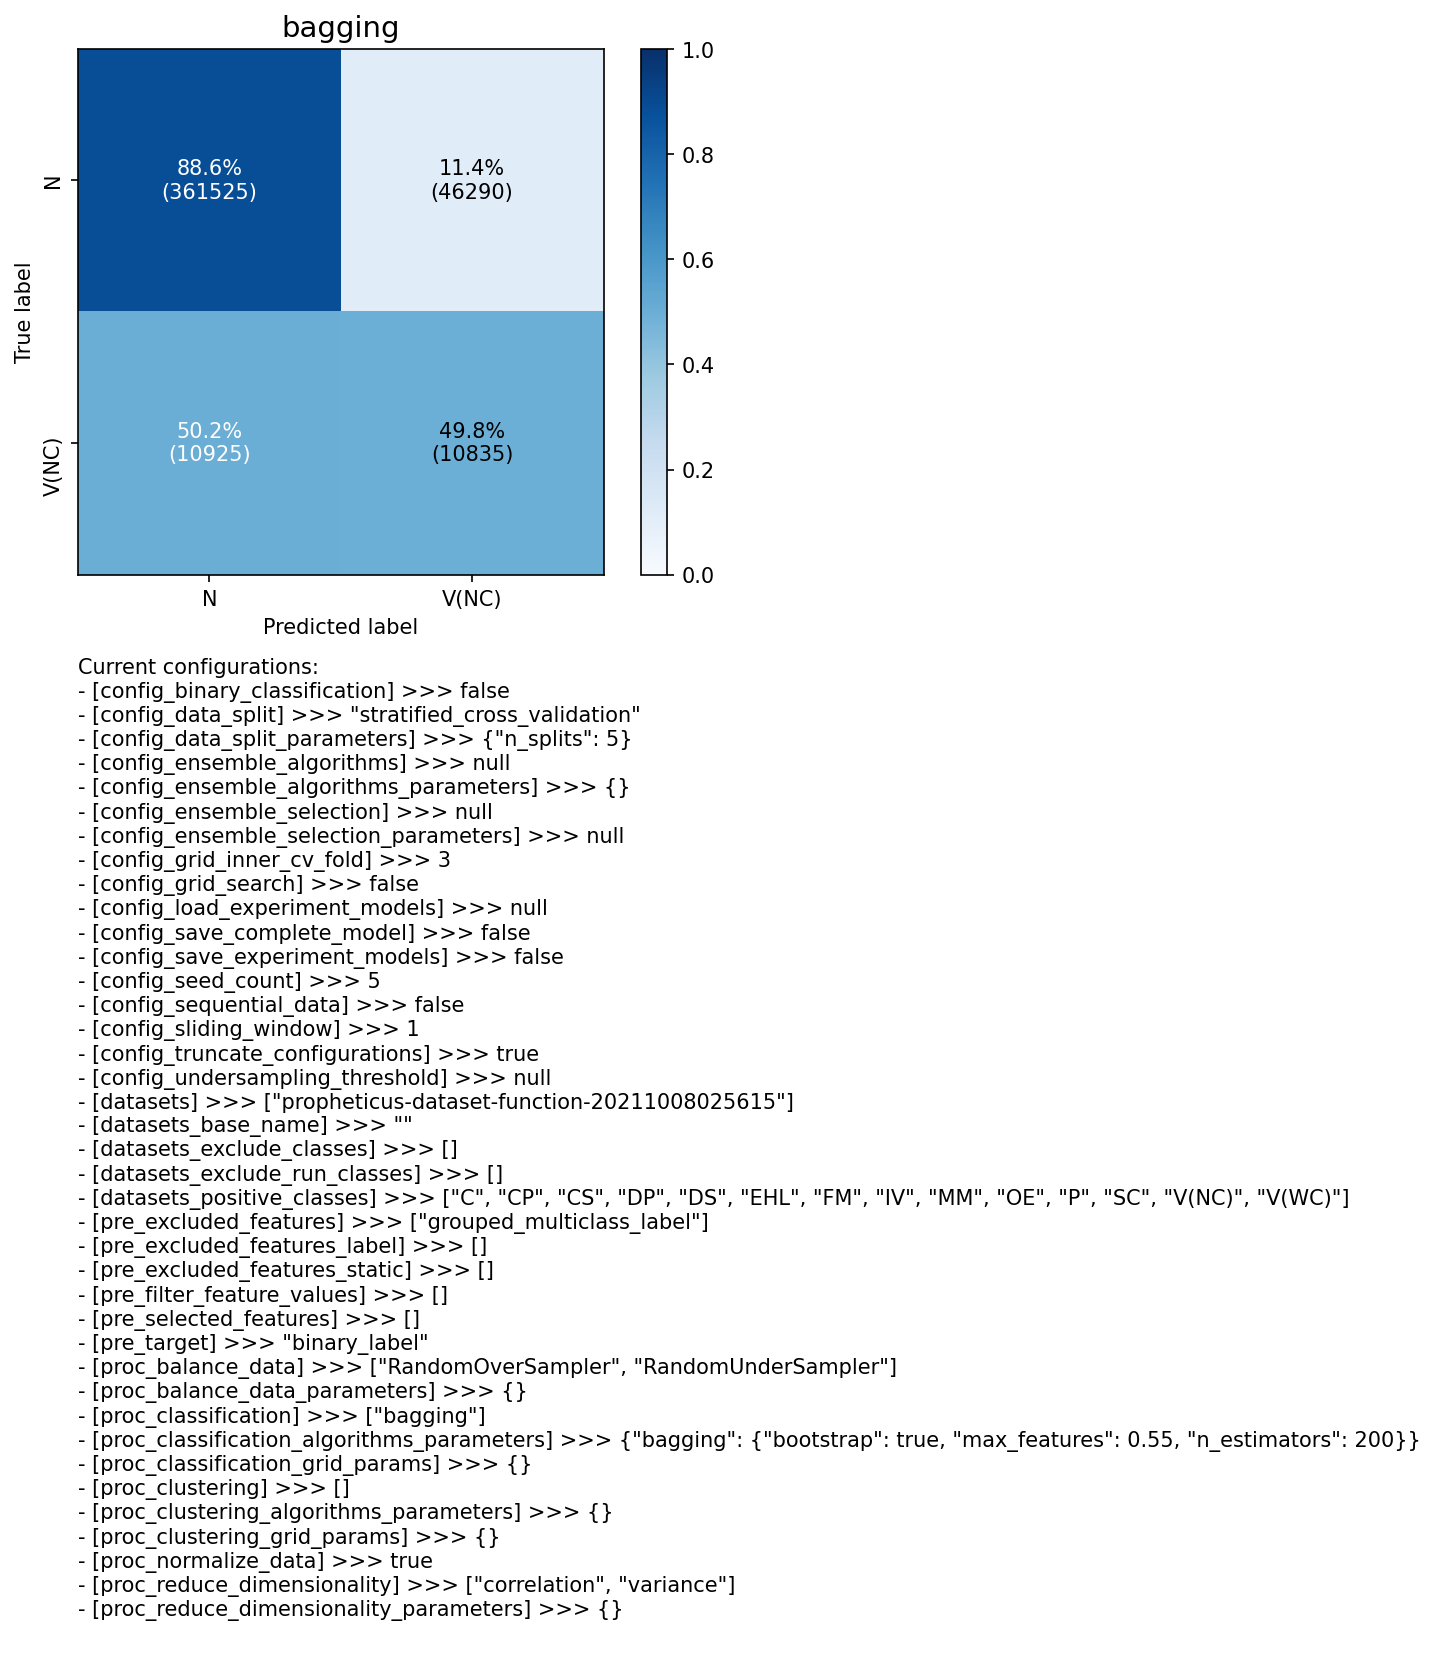 bagging
1.0
88.6%
(361525)
11.4%
(46290)
0.8
N
0.6
True label
0.4
50.2%
(10925)
49.8%
(10835)
V(NC)
0.2
0.0
N
V(NC)
Predicted label
Current configurations:
- [config_binary_classification] >>> false
- [config_data_split] >>> "stratified_cross_validation"
- [config_data_split_parameters] >>> {"n_splits": 5}
- [config_ensemble_algorithms] >>> null
- [config_ensemble_algorithms_parameters] >>> {}
- [config_ensemble_selection] >>> null
- [config_ensemble_selection_parameters] >>> null
- [config_grid_inner_cv_fold] >>> 3
- [config_grid_search] >>> false
- [config_load_experiment_models] >>> null
- [config_save_complete_model] >>> false
- [config_save_experiment_models] >>> false
- [config_seed_count] >>> 5
- [config_sequential_data] >>> false
- [config_sliding_window] >>> 1
- [config_truncate_configurations] >>> true
- [config_undersampling_threshold] >>> null
- [datasets] >>> ["propheticus-dataset-function-20211008025615"]
- [datasets_base_name] >>> ""
- [datasets_exclude_classes] >>> []
- [datasets_exclude_run_classes] >>> []
- [datasets_positive_classes] >>> ["C", "CP", "CS", "DP", "DS", "EHL", "FM", "IV", "MM", "OE", "P", "SC", "V(NC)", "V(WC)"]
- [pre_excluded_features] >>> ["grouped_multiclass_label"]
- [pre_excluded_features_label] >>> []
- [pre_excluded_features_static] >>> []
- [pre_filter_feature_values] >>> []
- [pre_selected_features] >>> []
- [pre_target] >>> "binary_label"
- [proc_balance_data] >>> ["RandomOverSampler", "RandomUnderSampler"]
- [proc_balance_data_parameters] >>> {}
- [proc_classification] >>> ["bagging"]
- [proc_classification_algorithms_parameters] >>> {"bagging": {"bootstrap": true, "max_features": 0.55, "n_estimators": 200}}
- [proc_classification_grid_params] >>> {}
- [proc_clustering] >>> []
- [proc_clustering_algorithms_parameters] >>> {}
- [proc_clustering_grid_params] >>> {}
- [proc_normalize_data] >>> true
- [proc_reduce_dimensionality] >>> ["correlation", "variance"]
- [proc_reduce_dimensionality_parameters] >>> {}